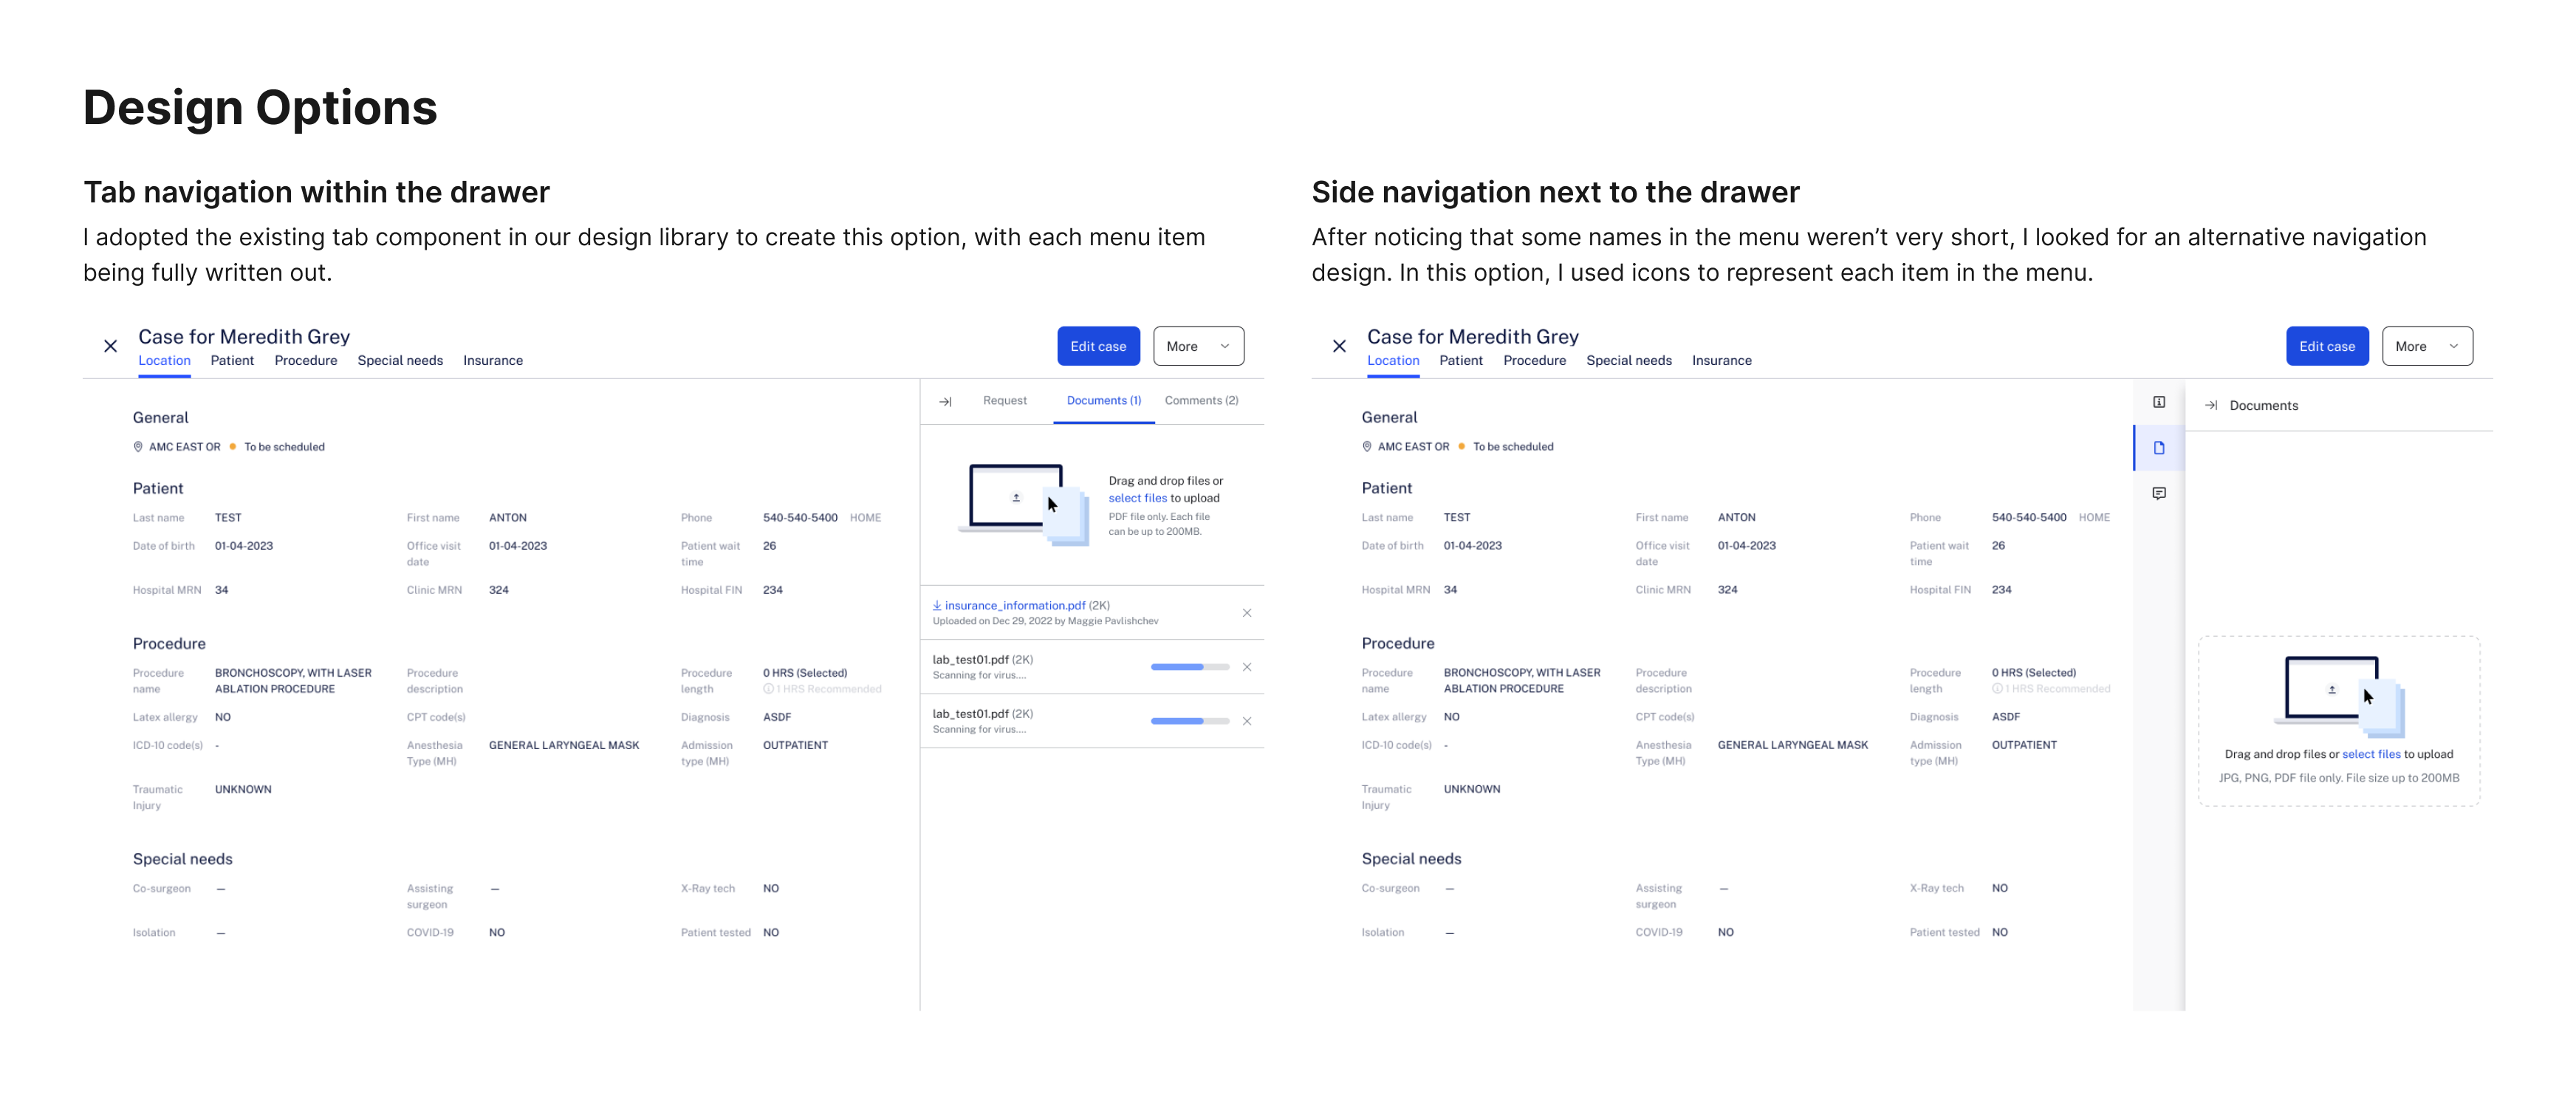 Design Options
Tab navigation within the drawer
I adopted the existing tab component in our design library to create this option, with each menu item
being fully written out.
Case for Meredith Grey
Location Patient Procedure Special needs Insurance
Edit case
More
Request Documents (1) Comments (2)
General
AMC EAST OR To be scheduled
Patient
Last name TEST First name ANTON Phone 540-540-5400 HOME
Date of birth 01-04-2023 Office visit 01-04-2023 Patient wait 26
date time
Hospital MRN 34 Clinic MRN 324 Hospital FIN 234
Procedure
Procedure BRONCHOSCOPY, WITH LASER Procedure Procedure 0 HRS (Selected)
name ABLATION PROCEDURE description length 1 HRS Recommended
Latex allergy NO CPT code(s) Diagnosis ASDF
ICD-10 code(s) - Anesthesia GENERAL LARYNGEAL MASK Admission OUTPATIENT
Type (MH) type (MH)
Traumatic UNKNOWN
Injury
Special needs
Co-surgeon — Assisting — X-Ray tech NO
surgeon
Isolation — COVID-19 NO Patient tested NO
Drag and drop files or
select files to upload
PDF file only. Each file
can be up to 200MB.
insurance_information.pdf (2K)
Uploaded on Dec 29, 2022 by Maggie Pavlishchev
lab_test01.pdf (2K)
Scanning for virus....
lab_test01.pdf (2K)
Scanning for virus....
Side navigation next to the drawer
After noticing that some names in the menu weren’t very short, I looked for an alternative navigation
design. In this option, I used icons to represent each item in the menu.
Case for Meredith Grey
Location Patient Procedure Special needs Insurance
Edit case
More
General
AMC EAST OR To be scheduled
Patient
Last name TEST First name ANTON Phone 540-540-5400 HOME
Date of birth 01-04-2023 Office visit 01-04-2023 Patient wait 26
date time
Hospital MRN 34 Clinic MRN 324 Hospital FIN 234
Procedure
Procedure BRONCHOSCOPY, WITH LASER Procedure Procedure 0 HRS (Selected)
name ABLATION PROCEDURE description length 1 HRS Recommended
Latex allergy NO CPT code(s) Diagnosis ASDF
ICD-10 code(s) - Anesthesia GENERAL LARYNGEAL MASK Admission OUTPATIENT
Type (MH) type (MH)
Traumatic UNKNOWN
Injury
Special needs
Co-surgeon — Assisting — X-Ray tech NO
surgeon
Isolation — COVID-19 NO Patient tested NO
Documents
Drag and drop files or select files to upload
JPG, PNG, PDF file only. File size up to 200MB